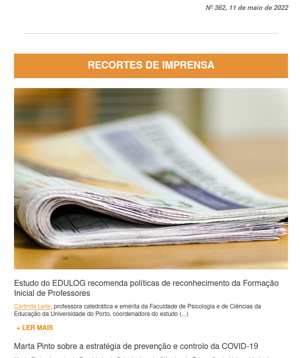 Nº 362, 11 de maio de 2022
RECORTES DE IMPRENSA
Estudo do EDULOG recomenda políticas de reconhecimento da Formação
Inicial de Professores
Carlinda Leite, professora catedrática e emérita da Faculdade de Psicologia e de Ciências da
Educação da Universidade do Porto, coordenadora do estudo (...)
+ LER MAIS
Marta Pinto sobre a estratégia de prevenção e controlo da COVID-19